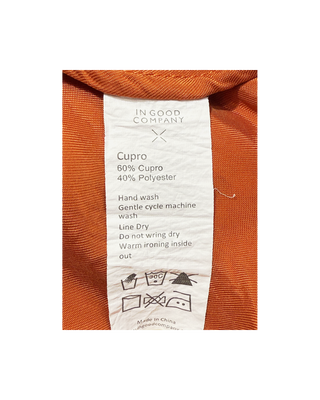 IN GOOD
COMPANY
Cupro
60% Cupro
40% Polyester
Hand wash
Gentle cycle machine
wash
Line Dry
Do not wring dry
Warm ironing inside
out
Made in China